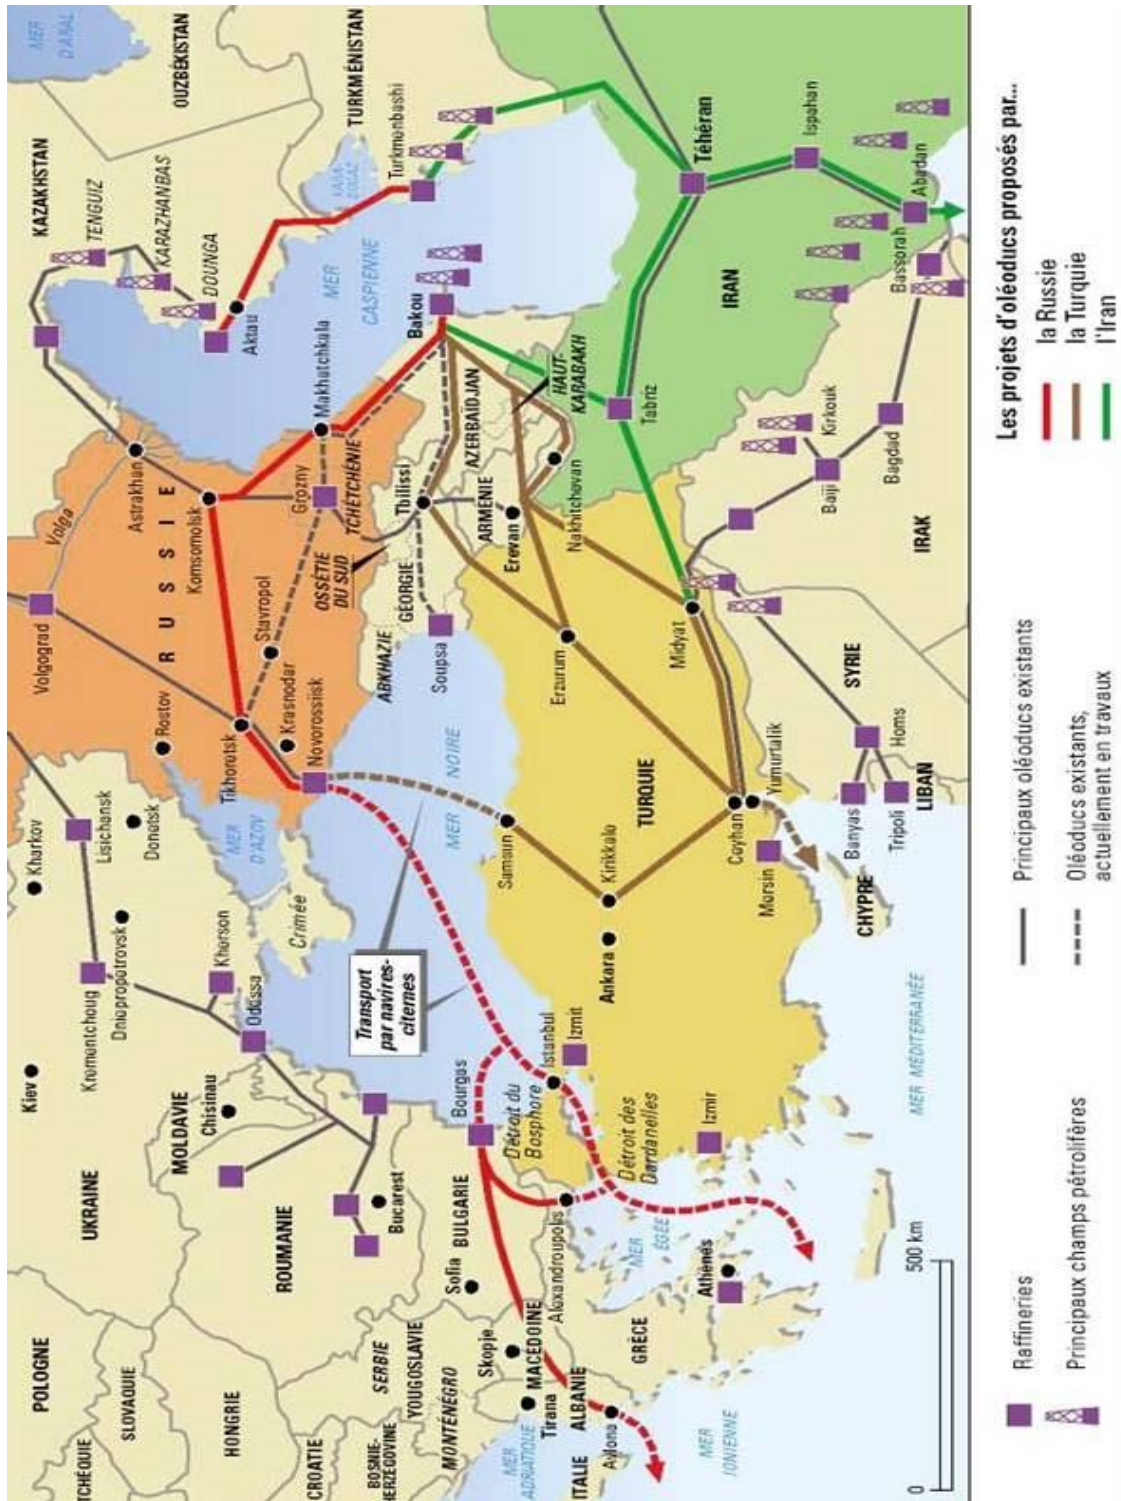 POLOGNE
TCHÉQUIE
SLOVAQUIE
HONGRIE
CROATIE
BOSNIE-
HERZEGOVINE
SERBIE
YOUGOSLAVIE
MONTÉNÉGRO
UKRAINE
Kiev
Kharkov
Krementchoug
Dniepropétrovsk
Lisichansk
Donetsk
MOLDAVIE
Chisinau
Kherson
Odessa
Crimée
MER
D'AZOV
ROUMANIE
Bucarest
BULGARIE
Sofia
Bourgas
Skopje
MACÉDOINE
Tirana
ALBANIE
Avlona
MER
ADRIATIQUE
ITALIE
MER
IONIENNE
GRÈCE
Athènes
Alexandroupolis
MER
ÉGÉE
Détroit du
Bosphore
Détroit des
Dardanelles
Istanbul
Izmit
Izmir
Transport
par navires-
citernes
MER NOIRE
Volgograd
Volga
RUSSIE
Rostov
Astrakhan
Komsomolsk
Tikhoretsk
Stavropol
Krasnodar
Novorossiisk
Grozny
TCHÉTCHÉNIE
Makhatchkala
OSSÉTIE
DU SUD
ABKHAZIE
GÉORGIE
Soupsa
Tbilissi
ARMÉNIE
Erevan
AZERBAÏDJAN
HAUT-
KARABAKH
Nakhitchevan
Bakou
MER
CASPIENNE
KAZAKHSTAN
TENGUIZ
KARAZHANBAS
DOUNGA
Aktau
MER
D'ARAL
OUZBÉKISTAN
TURKMÉNISTAN
KARA-
BOGAZ
Turkmenbashi
TURQUIE
Samsun
Ankara
Kirikkale
Erzurum
Midyat
Ceyhan
Yumurtalik
Mersin
CHYPRE
MER MÉDITERRANÉE
SYRIE
Banyas
Homs
Tripoli
LIBAN
IRAK
Kirkouk
Baiji
Bagdad
Bassorah
IRAN
Tabriz
Téhéran
Ispahan
Abadan
0
500 km
Raffineries
Principaux champs pétrolifères
Principaux oléoducs existants
Oléoducs existants,
actuellement en travaux
Les projets d'oléoducs proposés par...
la Russie
la Turquie
l'Iran